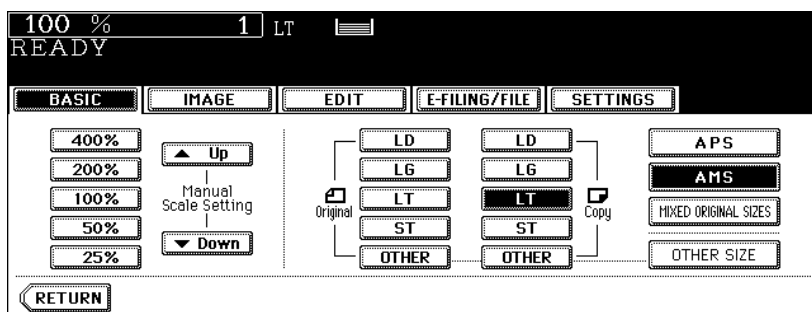 100 % 1 LT
READY
BASIC IMAGE EDIT E-FILING/FILE SETTINGS
400% LD LD APS
▲ Up
200% LG LG AMS
100% Manual Scale Setting Original LT LT Copy MIXED ORIGINAL SIZES
50% ST ST
▼ Down
25% OTHER OTHER OTHER SIZE
RETURN